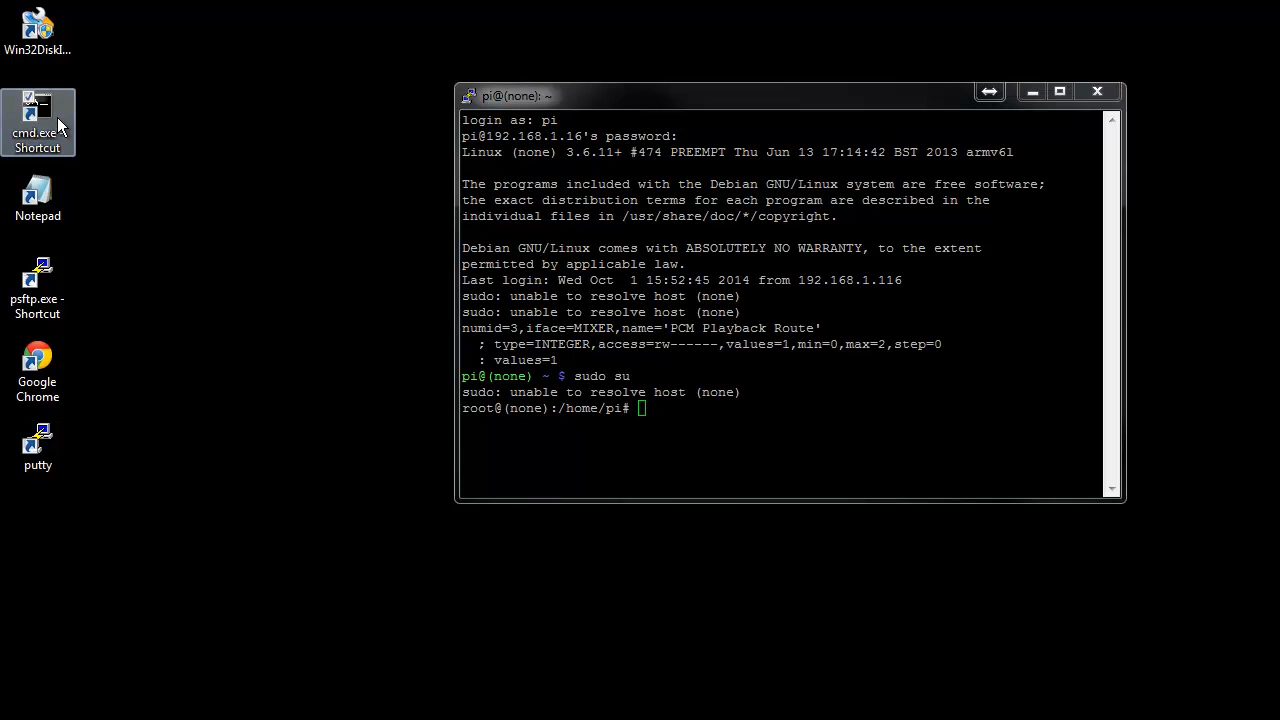 Win32DiskI...
cmd.exe -
Shortcut
Notepad
psftp.exe -
Shortcut
Google
Chrome
putty
pi@(none): ~
login as: pi
pi@192.168.1.16's password:
Linux (none) 3.6.11+ #474 PREEMPT Thu Jun 13 17:14:42 BST 2013 armv6l
The programs included with the Debian GNU/Linux system are free software;
the exact distribution terms for each program are described in the
individual files in /usr/share/doc/*/copyright.
Debian GNU/Linux comes with ABSOLUTELY NO WARRANTY, to the extent
permitted by applicable law.
Last login: Wed Oct  1 15:52:45 2014 from 192.168.1.116
sudo: unable to resolve host (none)
sudo: unable to resolve host (none)
numid=3,iface=MIXER,name='PCM Playback Route'
; type=INTEGER,access=rw------,values=1,min=0,max=2,step=0
: values=1
pi@(none) ~ $ sudo su
sudo: unable to resolve host (none)
root@(none):/home/pi#